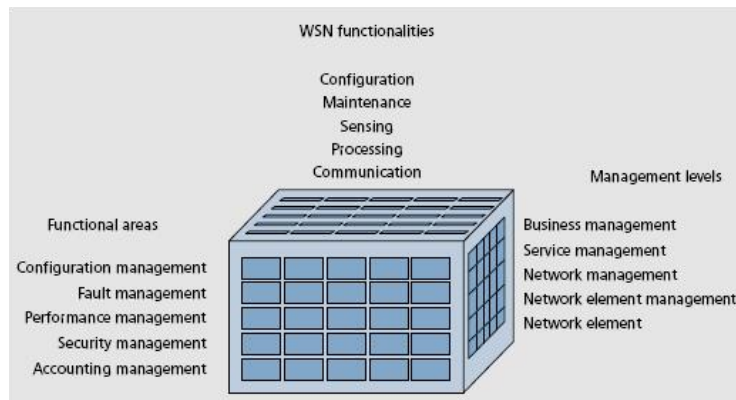 WSN functionalities
Configuration
Maintenance
Sensing
Processing
Communication
Management levels
Functional areas
Business management
Service management
Configuration management
Network management
Fault management
Network element management
Performance management
Network element
Security management
Accounting management